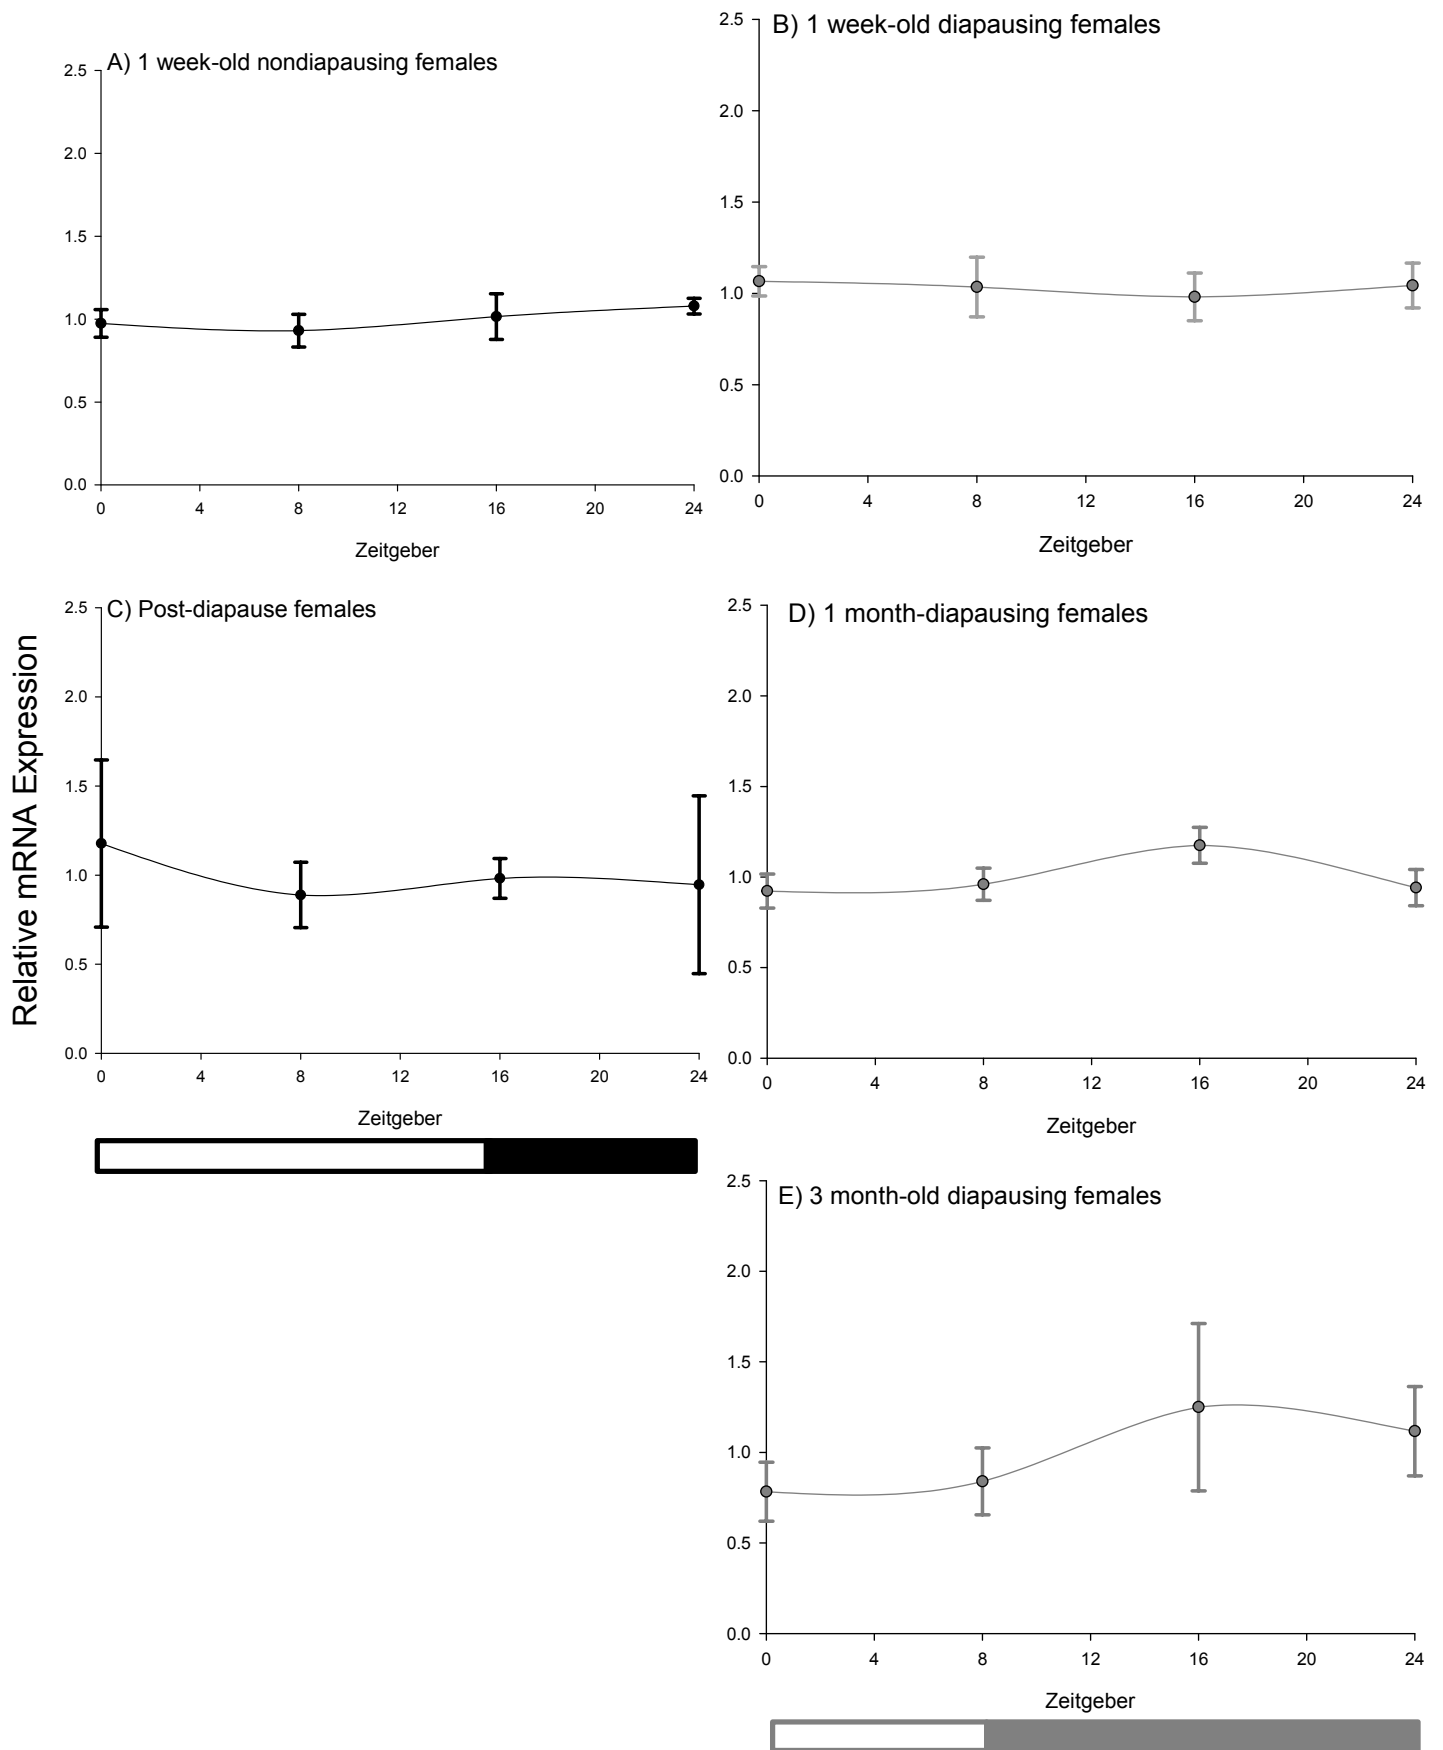 A) 1 week-old nondiapausing females
2.5
2.0
1.5
1.0
0.5
0.0
0 4 8 12 16 20 24
Zeitgeber
B) 1 week-old diapausing females
2.5
2.0
1.5
1.0
0.5
0.0
0 4 8 12 16 20 24
Zeitgeber
Relative mRNA Expression
C) Post-diapause females
2.5
2.0
1.5
1.0
0.5
0.0
0 4 8 12 16 20 24
Zeitgeber
D) 1 month-diapausing females
2.5
2.0
1.5
1.0
0.5
0.0
0 4 8 12 16 20 24
Zeitgeber
E) 3 month-old diapausing females
2.5
2.0
1.5
1.0
0.5
0.0
0 4 8 12 16 20 24
Zeitgeber